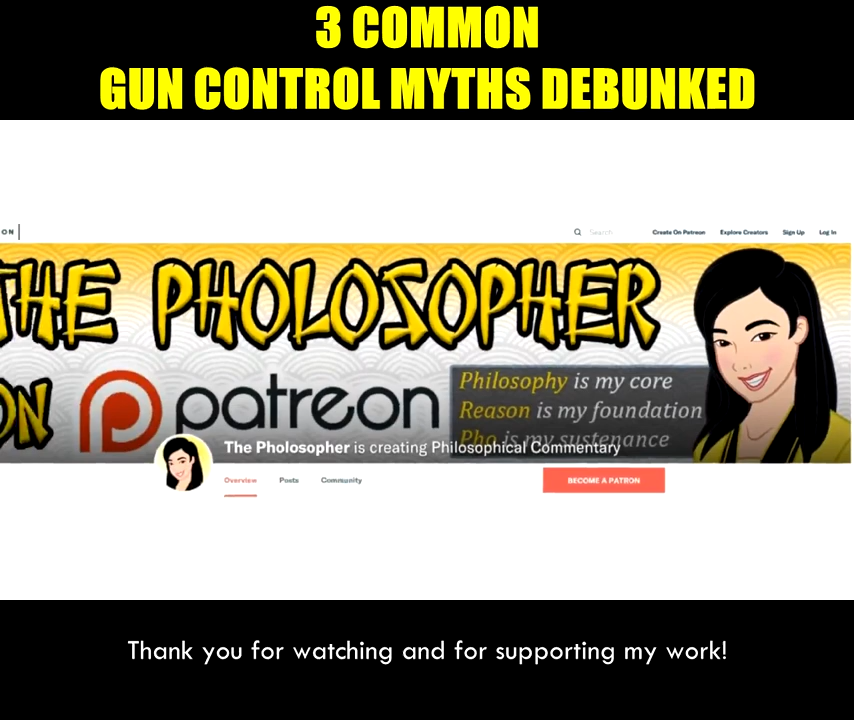 3 COMMON
GUN CONTROL MYTHS DEBUNKED
ON
Search
Create On Patreon
Explore Creators
Sign Up
Log In
THE PHOLOSOPHER
ON patreon
Philosophy is my core
Reason is my foundation
Pho is my sustenance
The Pholosopher is creating Philosophical Commentary
Overview
Posts
Community
BECOME A PATRON
Thank you for watching and for supporting my work!